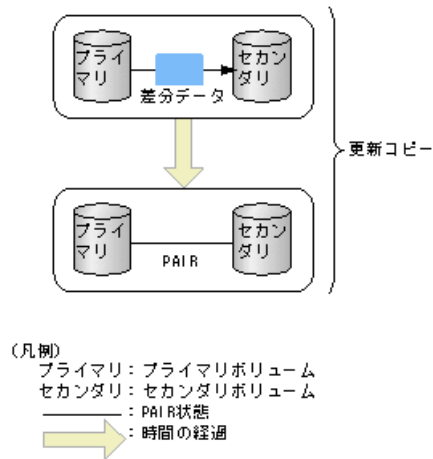 プライ
マリ
セカン
ダリ
差分データ
更新コピー
プライ
マリ
セカン
ダリ
PAIR
(凡例)
プライマリ：プライマリボリューム
セカンダリ：セカンダリボリューム
：PAIR状態
：時間の経過